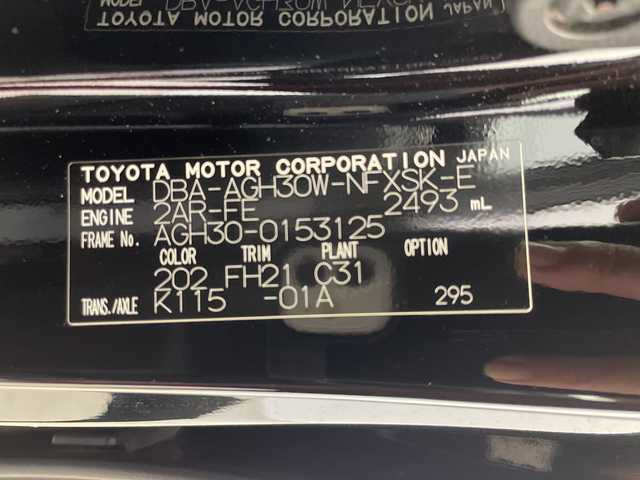 TOYOTA MOTOR CORPORATION JAPAN
MODEL DBA-AGH30W-NFXSK-E
ENGINE 2AR-FE 2493 mL
FRAME No. AGH30-0153125
COLOR TRIM PLANT OPTION
202 FH21 C31
TRANS./AXLE K115 -01A 295